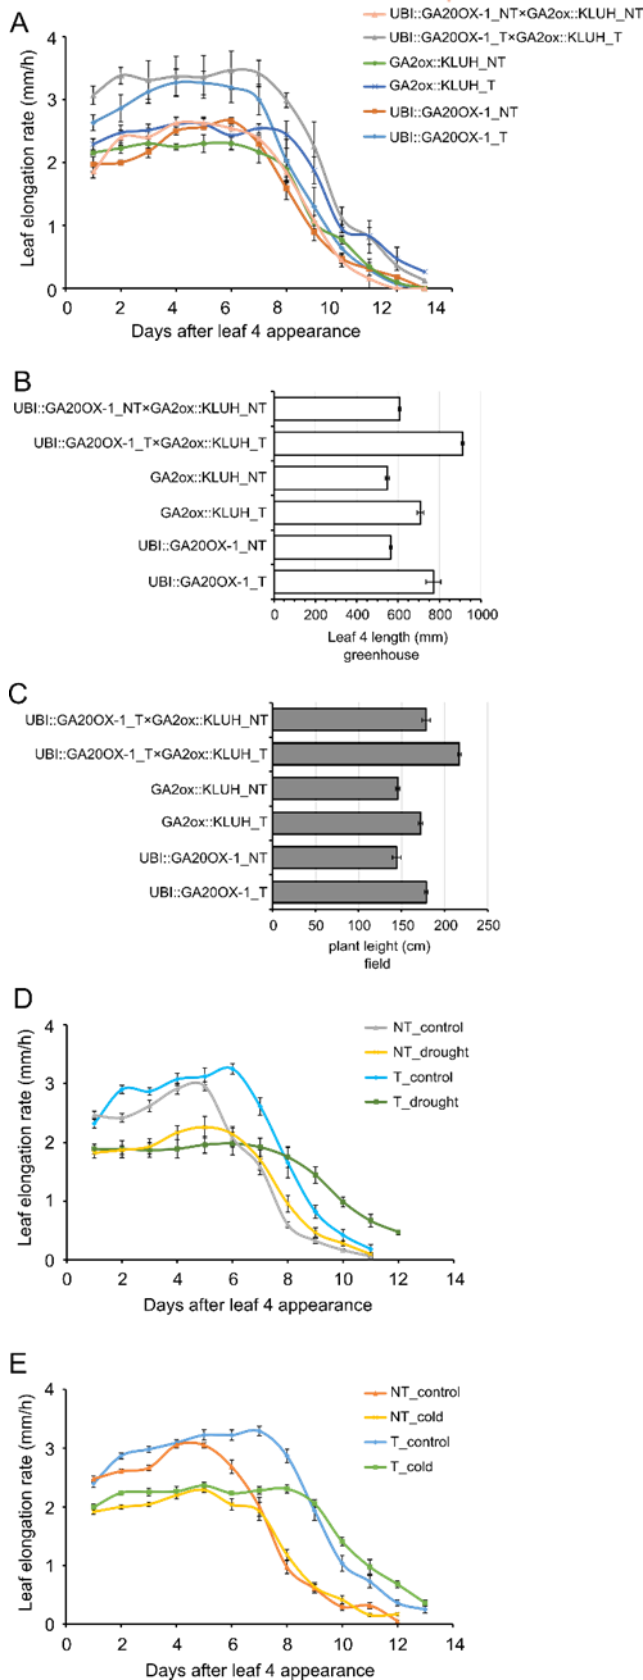 A
UBI::GA20OX-1_NT×GA2ox::KLUH_NT
UBI::GA20OX-1_T×GA2ox::KLUH_T
GA2ox::KLUH_NT
GA2ox::KLUH_T
UBI::GA20OX-1_NT
UBI::GA20OX-1_T
Leaf elongation rate (mm/h)
4
3
2
1
0
0 2 4 6 8 10 12 14
Days after leaf 4 appearance
B
UBI::GA20OX-1_NT×GA2ox::KLUH_NT
UBI::GA20OX-1_T×GA2ox::KLUH_T
GA2ox::KLUH_NT
GA2ox::KLUH_T
UBI::GA20OX-1_NT
UBI::GA20OX-1_T
0 200 400 600 800 1000
Leaf 4 length (mm)
greenhouse
C
UBI::GA20OX-1_T×GA2ox::KLUH_NT
UBI::GA20OX-1_T×GA2ox::KLUH_T
GA2ox::KLUH_NT
GA2ox::KLUH_T
UBI::GA20OX-1_NT
UBI::GA20OX-1_T
0 50 100 150 200 250
plant leight (cm)
field
D
NT_control
NT_drought
T_control
T_drought
Leaf elongation rate (mm/h)
4
3
2
1
0
0 2 4 6 8 10 12 14
Days after leaf 4 appearance
E
NT_control
NT_cold
T_control
T_cold
Leaf elongation rate (mm/h)
4
3
2
1
0
0 2 4 6 8 10 12 14
Days after leaf 4 appearance